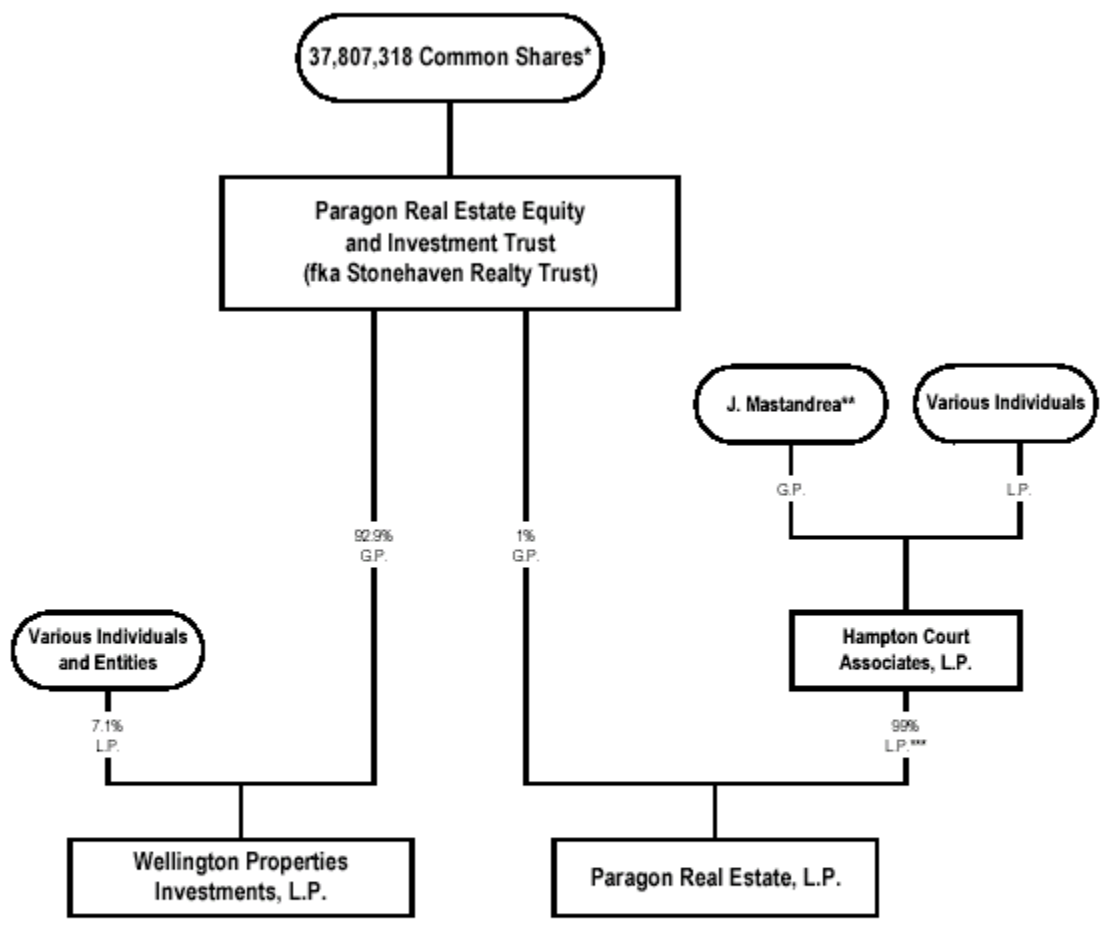 37,807,318 Common Shares*
Paragon Real Estate Equity
and Investment Trust
(fka Stonehaven Realty Trust)
J. Mastandrea**
Various Individuals
G.P.
L.P.
92.9%
G.P.
1%
G.P.
Various Individuals
and Entities
Hampton Court
Associates, L.P.
7.1%
L.P.
99%
L.P.***
Wellington Properties
Investments, L.P.
Paragon Real Estate, L.P.